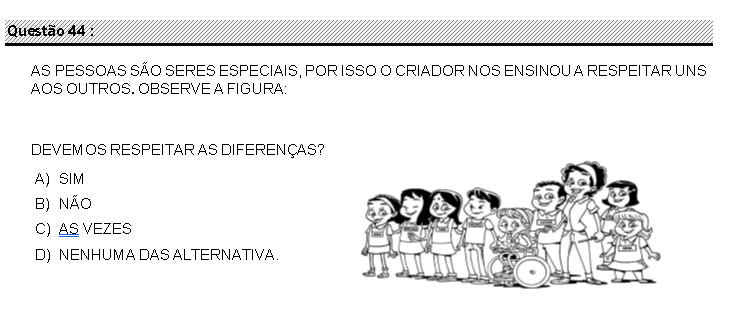 Questão 44 :
AS PESSOAS SÃO SERES ESPECIAIS, POR ISSO O CRIADOR NOS ENSINOU A RESPEITAR UNS
AOS OUTROS. OBSERVE A FIGURA:
DEVEMOS RESPEITAR AS DIFERENÇAS?
A) SIM
B) NÃO
C) AS VEZES
D) NENHUMA DAS ALTERNATIVA.